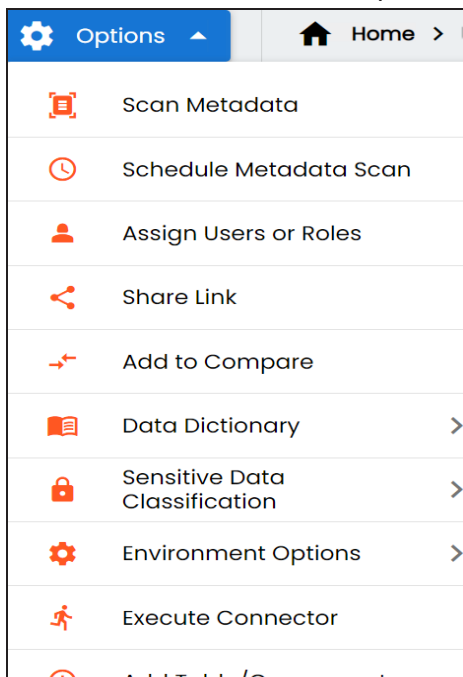 Options
Home >
Scan Metadata
Schedule Metadata Scan
Assign Users or Roles
Share Link
Add to Compare
Data Dictionary
Sensitive Data
Classification
Environment Options
Execute Connector